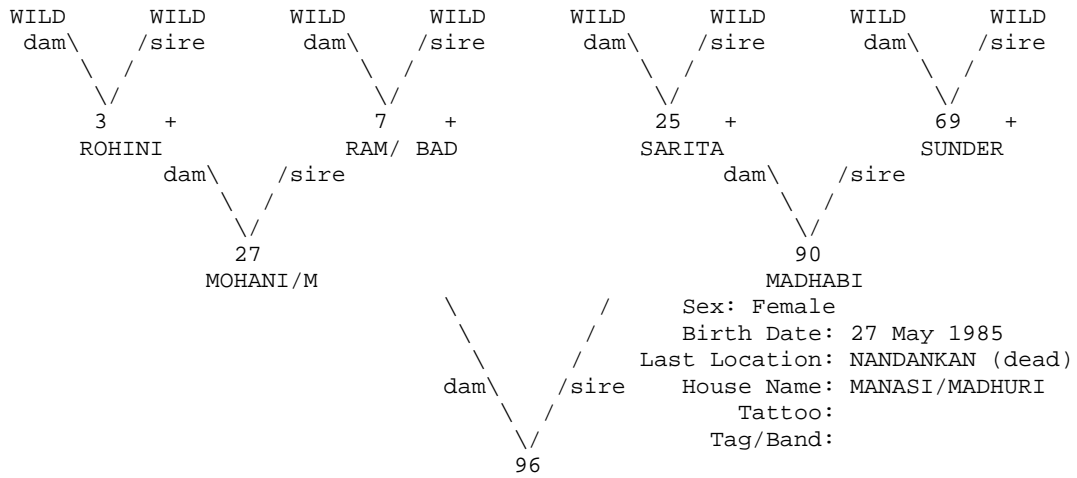 WILD WILD WILD WILD WILD WILD WILD WILD
dam\ /sire dam\ /sire dam\ /sire dam\ /sire
\ / \ / \ / \ /
\/ \/ \/ \/
3 + 7 + 25 + 69 +
ROHINI RAM/ BAD SARITA SUNDER
dam\ /sire dam\ /sire
\ / \ /
\/ \/
27 90
MOHANI/M MADHABI
\ / Sex: Female
\ / Birth Date: 27 May 1985
\ / Last Location: NANDANKAN (dead)
dam\ /sire House Name: MANASI/MADHURI
\ / Tattoo:
\/ Tag/Band:
96